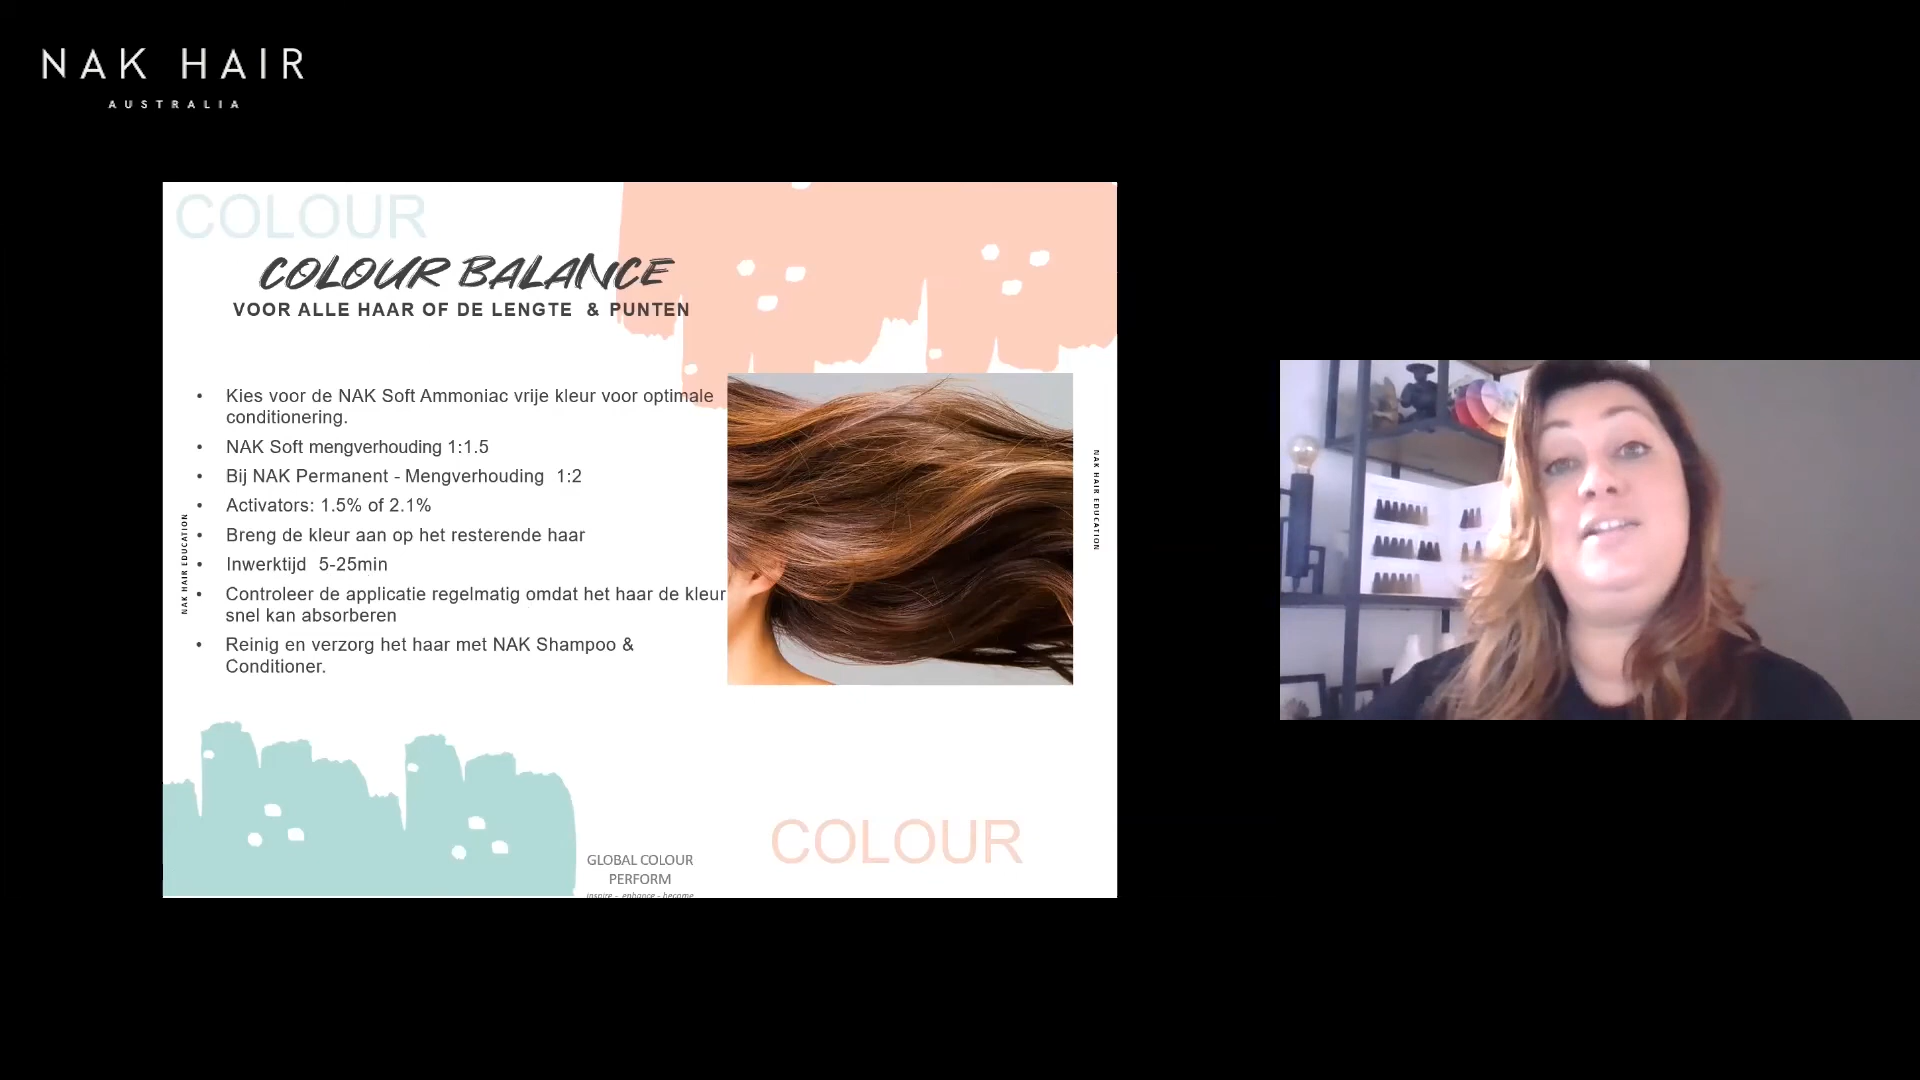 NAK HAIR
AUSTRALIA
COLOUR
COLOUR BALANCE
VOOR ALLE HAAR OF DE LENGTE & PUNTEN
• Kies voor de NAK Soft Ammoniac vrije kleur voor optimale
conditionering.
• NAK Soft mengverhouding 1:1.5
• Bij NAK Permanent - Mengverhouding 1:2
• Activators: 1.5% of 2.1%
• Breng de kleur aan op het resterende haar
• Inwerktijd 5-25min
• Controleer de applicatie regelmatig omdat het haar de kleur
snel kan absorberen
• Reinig en verzorg het haar met NAK Shampoo &
Conditioner.
NAK HAIR EDUCATION
NAK HAIR EDUCATION
COLOUR
GLOBAL COLOUR
PERFORM
inspire - enhance - become